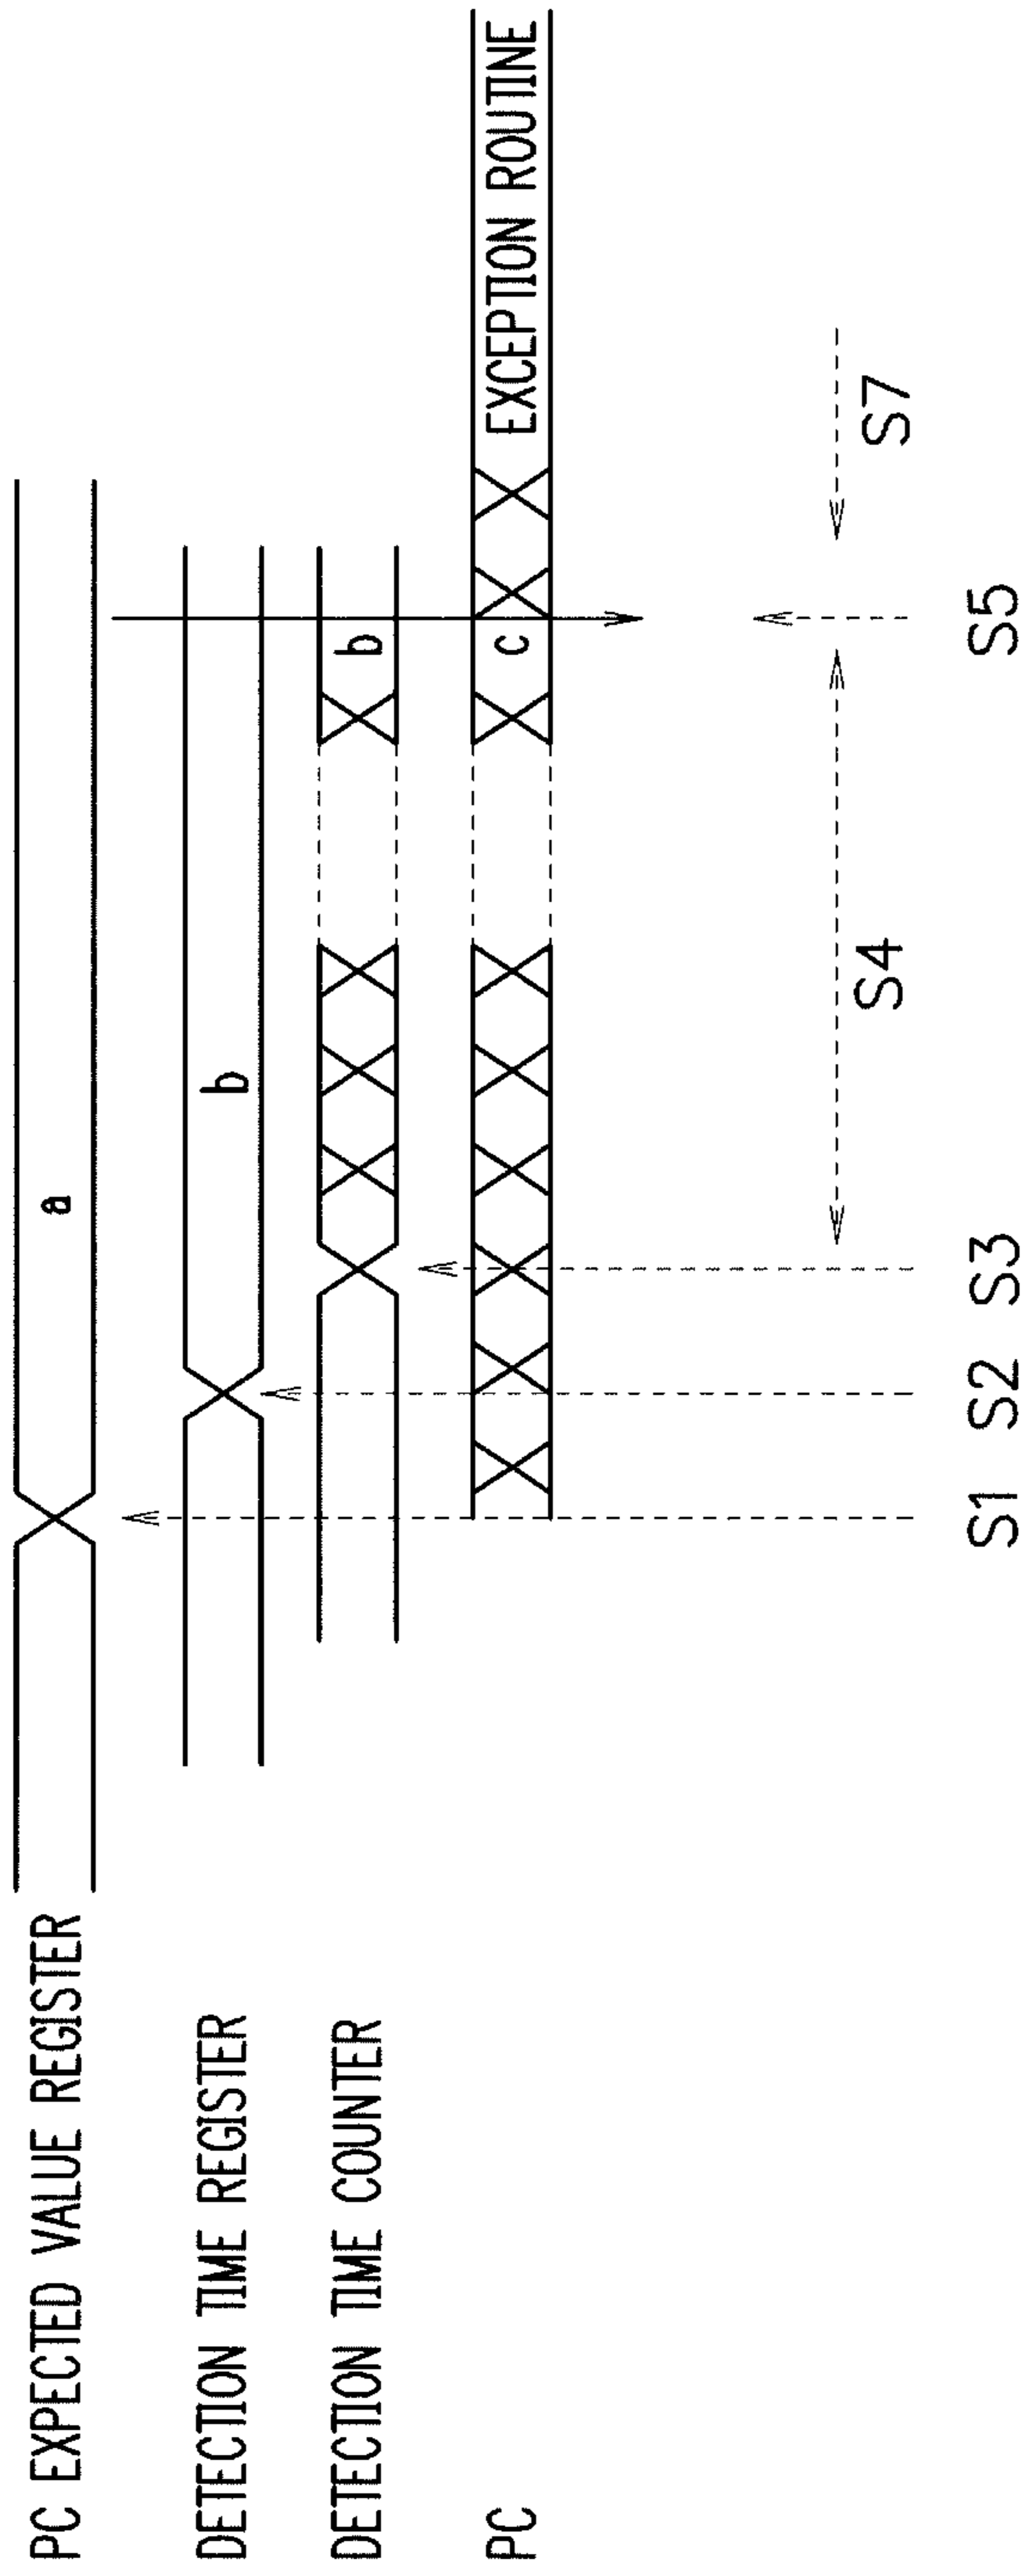 PC EXPECTED VALUE REGISTER a
DETECTION TIME REGISTER b
DETECTION TIME COUNTER b
PC c EXCEPTION ROUTINE
S4 S7
S1 S2 S3 S5